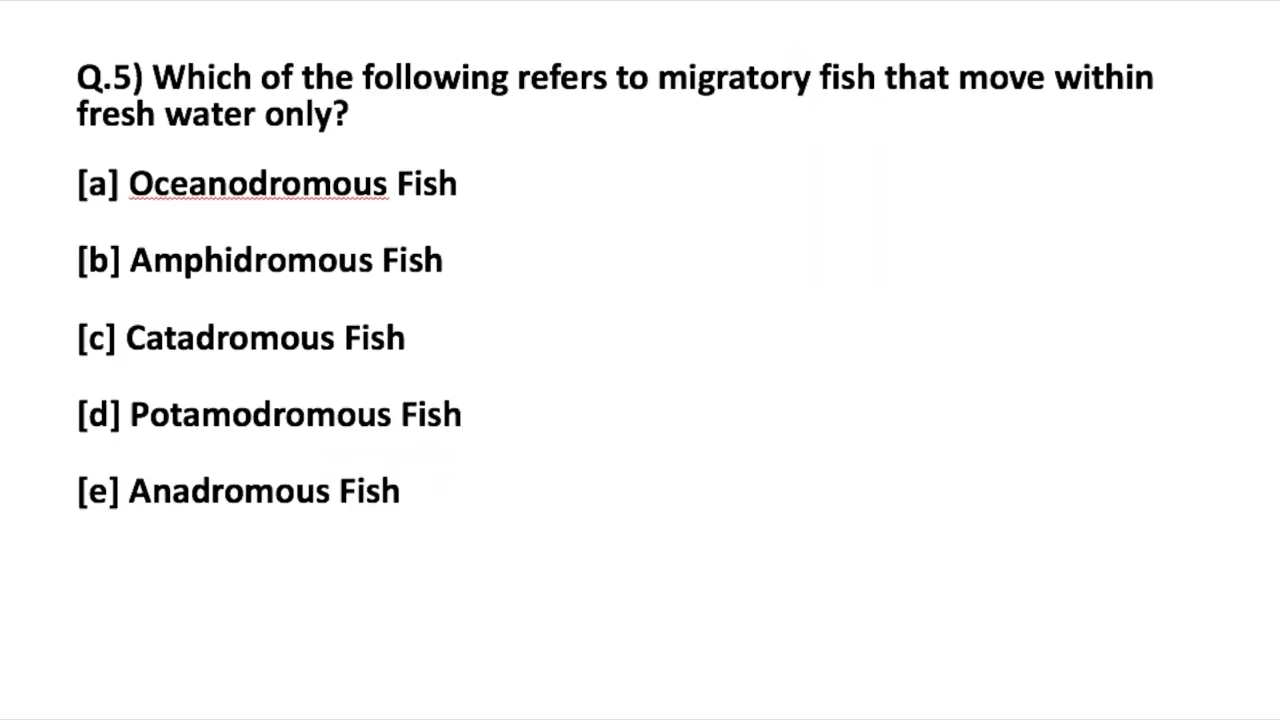 Q.5) Which of the following refers to migratory fish that move within
fresh water only?
[a] Oceanodromous Fish
[b] Amphidromous Fish
[c] Catadromous Fish
[d] Potamodromous Fish
[e] Anadromous Fish